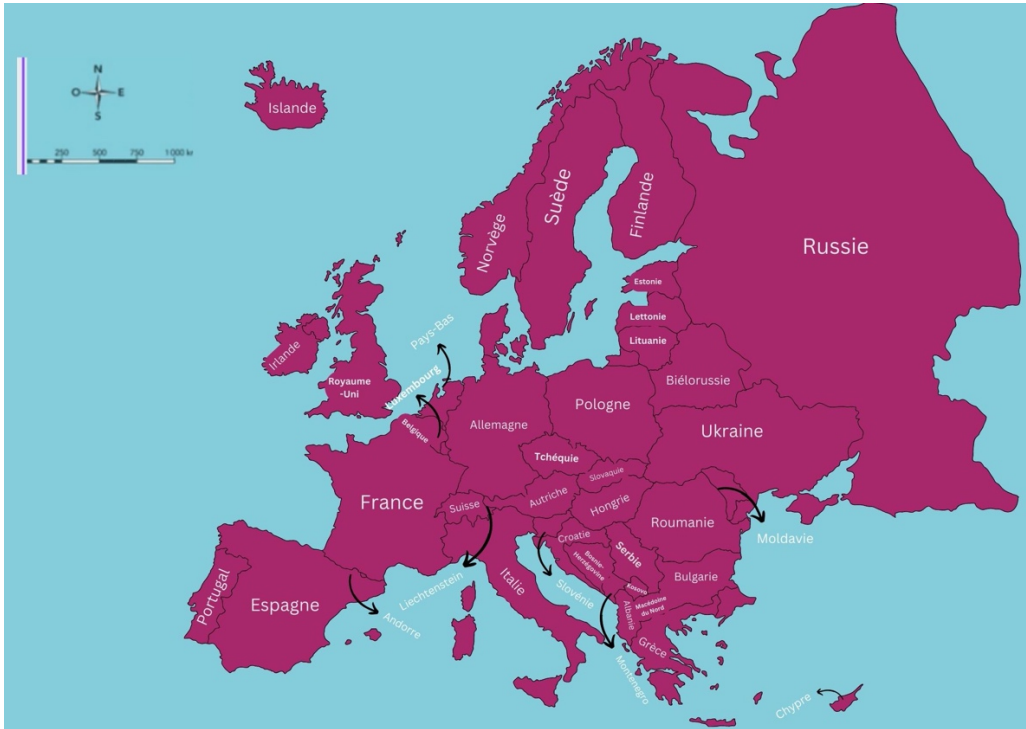 N
O E
S
250 500 750 1 000 kr
Islande
Norvège
Suède
Finlande
Russie
Estonie
Lettonie
Lituanie
Pays-Bas
Irlande
Royaume
-Uni
Luxembourg
Belgique
Allemagne
Pologne
Biélorussie
Ukraine
Tchéquie
Slovaquie
France
Suisse
Autriche
Hongrie
Roumanie
Moldavie
Croatie
Bosnie-
Herzégovine
Serbie
Liechtenstein
Italie
Slovénie
Kosovo
Bulgarie
Portugal
Espagne
Andorre
Albanie
Macédoine
du Nord
Grèce
Montenegro
Chypre